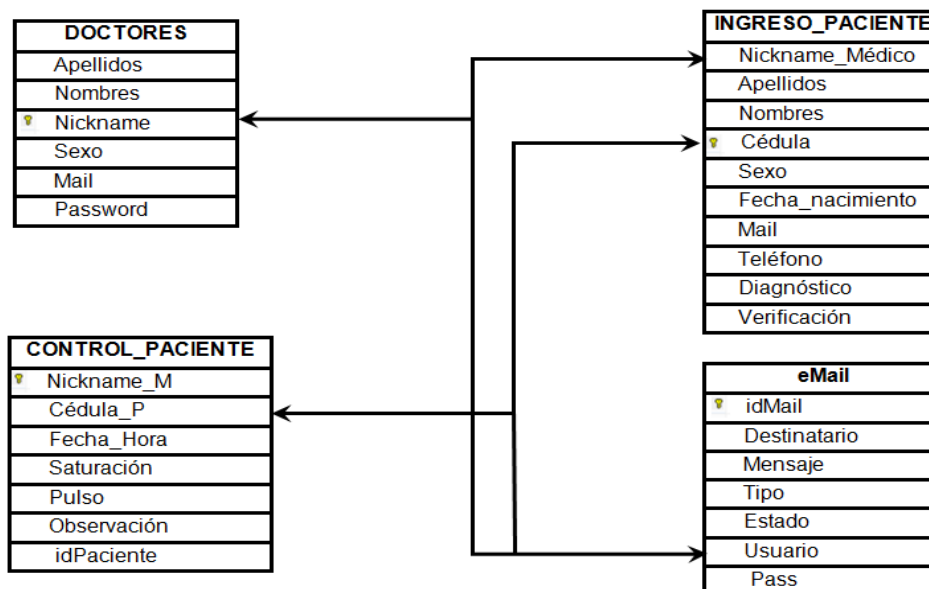 DOCTORES
Apellidos
Nombres
Nickname
Sexo
Mail
Password
INGRESO_PACIENTE
Nickname_Médico
Apellidos
Nombres
Cédula
Sexo
Fecha_nacimiento
Mail
Teléfono
Diagnóstico
Verificación
CONTROL_PACIENTE
Nickname_M
Cédula_P
Fecha_Hora
Saturación
Pulso
Observación
idPaciente
eMail
idMail
Destinatario
Mensaje
Tipo
Estado
Usuario
Pass